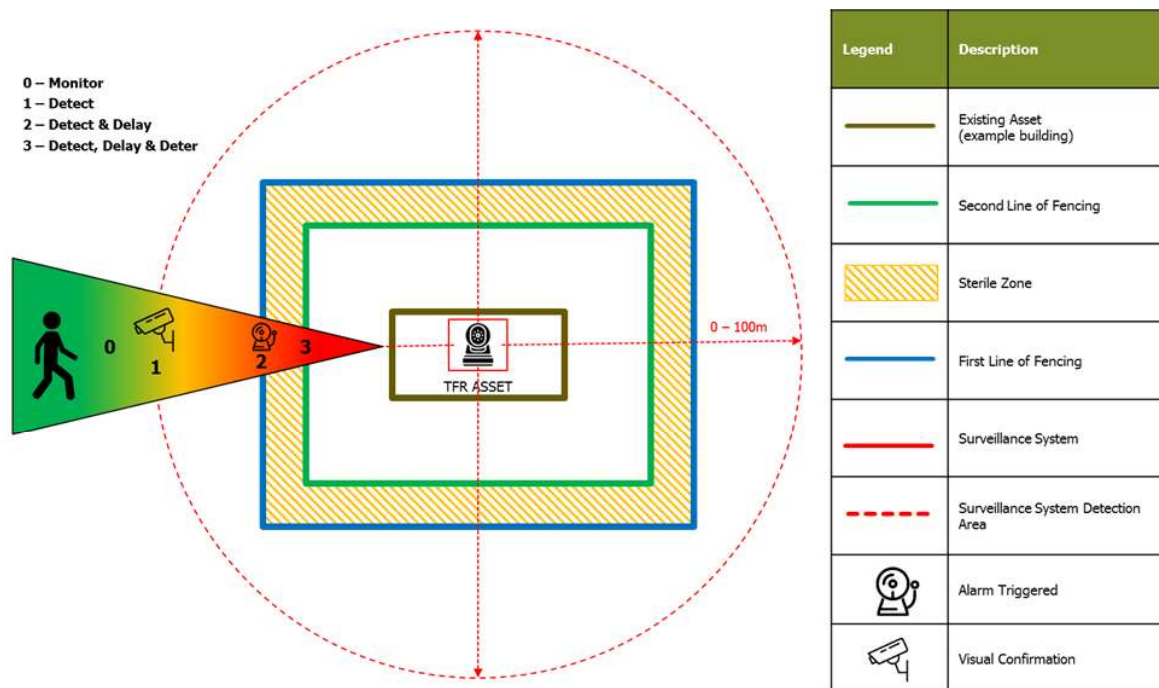 0 – Monitor
1 – Detect
2 – Detect & Delay
3 – Detect, Delay & Deter
0
1
2
3
TFR ASSET
0 – 100m
Legend Description
Existing Asset
(example building)
Second Line of Fencing
Sterile Zone
First Line of Fencing
Surveillance System
Surveillance System Detection
Area
Alarm Triggered
Visual Confirmation